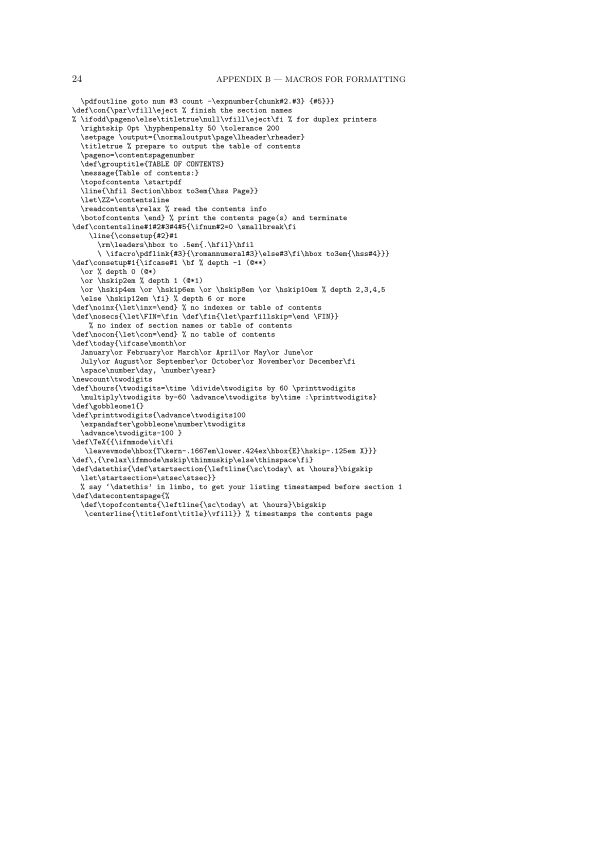 24 APPENDIX B — MACROS FOR FORMATTING
\pdfoutline goto num #3 count -\expnumber{chunk#2.#3} {#5}}}
\def\con{\par\vfill\eject % finish the section names
% \ifodd\pageno\else\titletrue\null\vfill\eject\fi % for duplex printers
\rightskip 0pt \hyphenpenalty 50 \tolerance 200
\setpage \output={\normaloutput\page\lheader\rheader}
\titletrue % prepare to output the table of contents
\pageno=\contentspagenumber
\def\grouptitle{TABLE OF CONTENTS}
\message{Table of contents:}
\topofcontents \startpdf
\line{\hfil Section\hbox to3em{\hss Page}}
\let\ZZ=\contentsline
\readcontents\relax % read the contents info
\botofcontents \end} % print the contents page(s) and terminate
\def\contentsline#1#2#3#4#5{\ifnum#2=0 \smallbreak\fi
\line{\consetup{#2}#1
\rm\leaders\hbox to .5em{.\hfil}\hfil
\ \ifacro\pdflink{#3}{\romannumeral#3}\else#3\fi\hbox to3em{\hss#4}}}
\def\consetup#1{\ifcase#1 \bf % depth -1 (@**)
\or % depth 0 (@*)
\or \hskip2em % depth 1 (@*1)
\or \hskip4em \or \hskip6em \or \hskip8em \or \hskip10em % depth 2,3,4,5
\else \hskip12em \fi} % depth 6 or more
\def\noinx{\let\inx=\end} % no indexes or table of contents
\def\nosecs{\let\FIN=\fin \def\fin{\let\parfillskip=\end \FIN}}
% no index of section names or table of contents
\def\nocon{\let\con=\end} % no table of contents
\def\today{\ifcase\month\or
January\or February\or March\or April\or May\or June\or
July\or August\or September\or October\or November\or December\fi
\space\number\day, \number\year}
\newcount\twodigits
\def\hours{\twodigits=\time \divide\twodigits by 60 \printtwodigits
\multiply\twodigits by-60 \advance\twodigits by\time :\printtwodigits}
\def\gobbleone1{}
\def\printtwodigits{\advance\twodigits100
\expandafter\gobbleone\number\twodigits
\advance\twodigits-100 }
\def\TeX{{\ifmmode\it\fi
\leavevmode\hbox{T\kern-.1667em\lower.424ex\hbox{E}\hskip-.125em X}}}
\def\,{\relax\ifmmode\mskip\thinmuskip\else\thinspace\fi}
\def\datethis{\def\startsection{\leftline{\sc\today\ at \hours}\bigskip
\let\startsection=\stsec\stsec}}
% say `\datethis' in limbo, to get your listing timestamped before section 1
\def\datecontentspage{%
\def\topofcontents{\leftline{\sc\today\ at \hours}\bigskip
\centerline{\titlefont\title}\vfill}} % timestamps the contents page